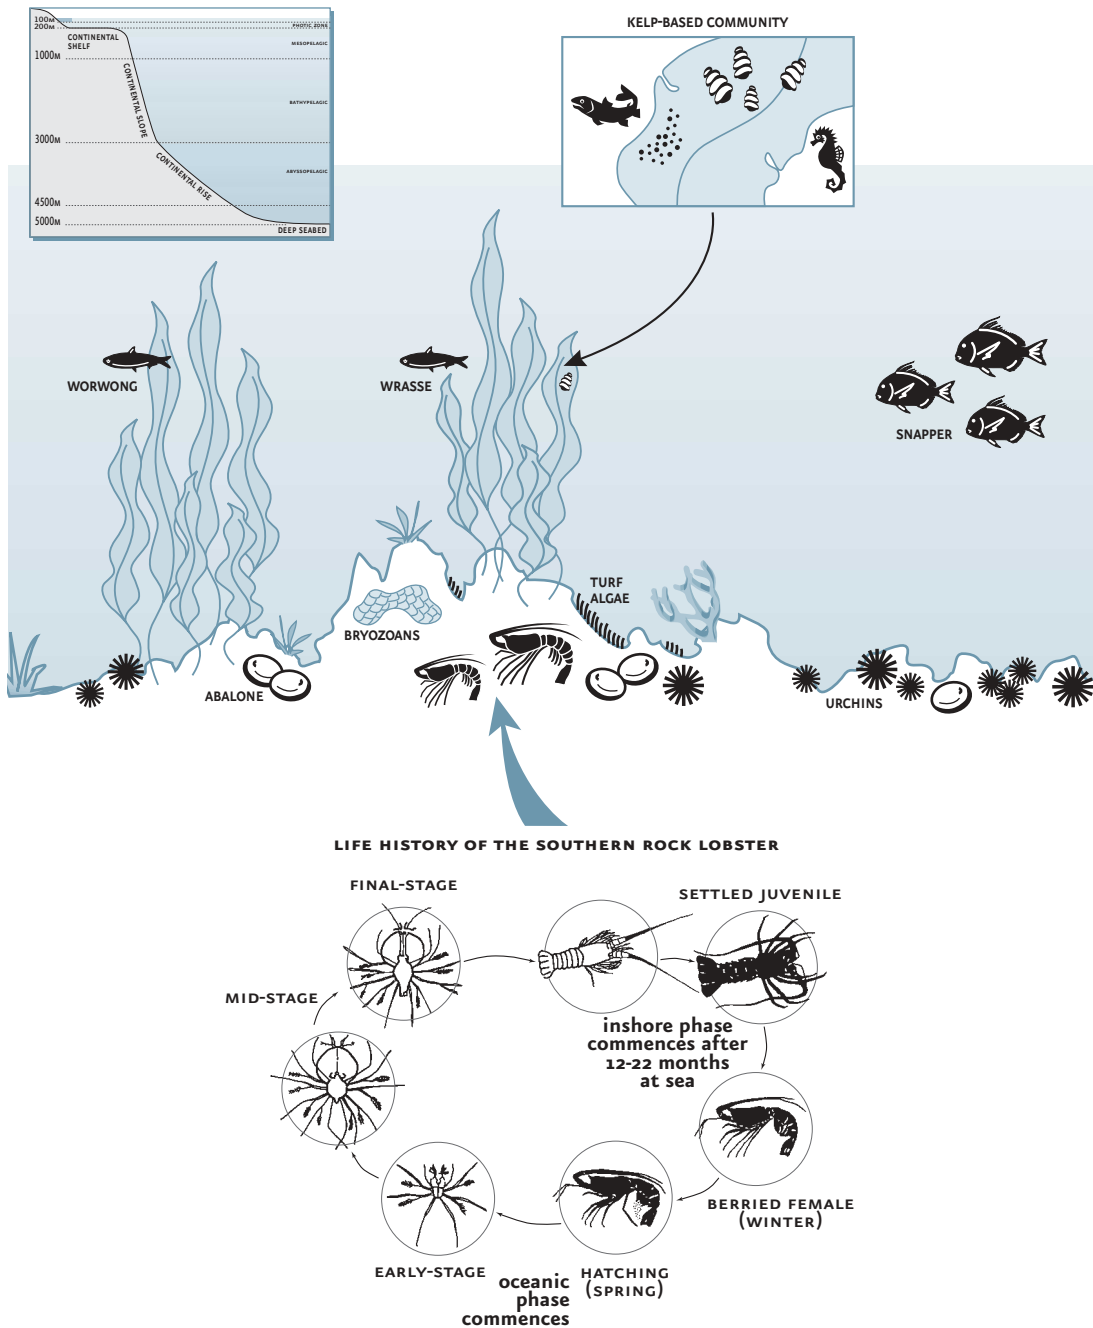 100M
200M
PHOTIC ZONE
CONTINENTAL
SHELF
MESOPELAGIC
1000M
CONTINENTAL SLOPE
BATHYPELAGIC
3000M
CONTINENTAL RISE
ABYSSOPELAGIC
4500M
5000M
DEEP SEABED
KELP-BASED COMMUNITY
WORWONG
WRASSE
SNAPPER
TURF
ALGAE
BRYOZOANS
ABALONE
URCHINS
LIFE HISTORY OF THE SOUTHERN ROCK LOBSTER
FINAL-STAGE
SETTLED JUVENILE
MID-STAGE
inshore phase
commences after
12-22 months
at sea
BERRIED FEMALE
(WINTER)
EARLY-STAGE
HATCHING
(SPRING)
oceanic
phase
commences